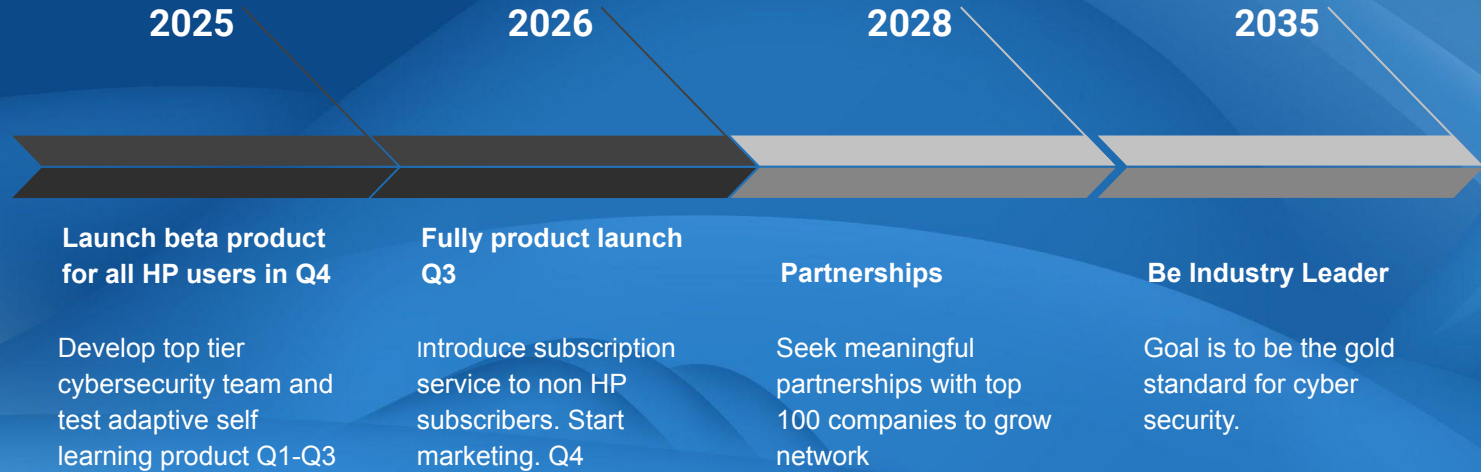 2025
Launch beta product
for all HP users in Q4
Develop top tier
cybersecurity team and
test adaptive self
learning product Q1-Q3
2026
Fully product launch
Q3
Introduce subscription
service to non HP
subscribers. Start
marketing. Q4
2028
Partnerships
Seek meaningful
partnerships with top
100 companies to grow
network
2035
Be Industry Leader
Goal is to be the gold
standard for cyber
security.